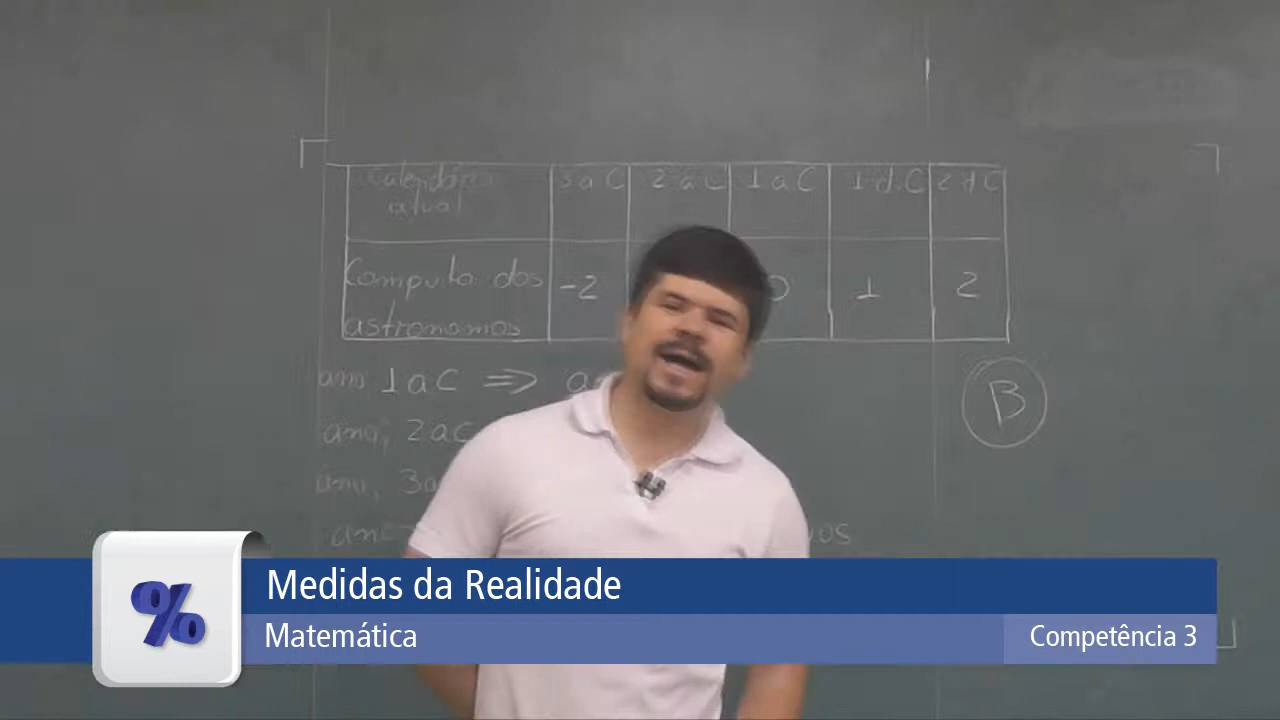 Calendário 3 a C 2 a C 1 a C 1 d.C 2 d C
atual
Computo dos -2 0 1 2
astronomos
ano 1 a C => a
ano, 2 a C
ano, 3 a
B
%
Medidas da Realidade
Matemática Competência 3